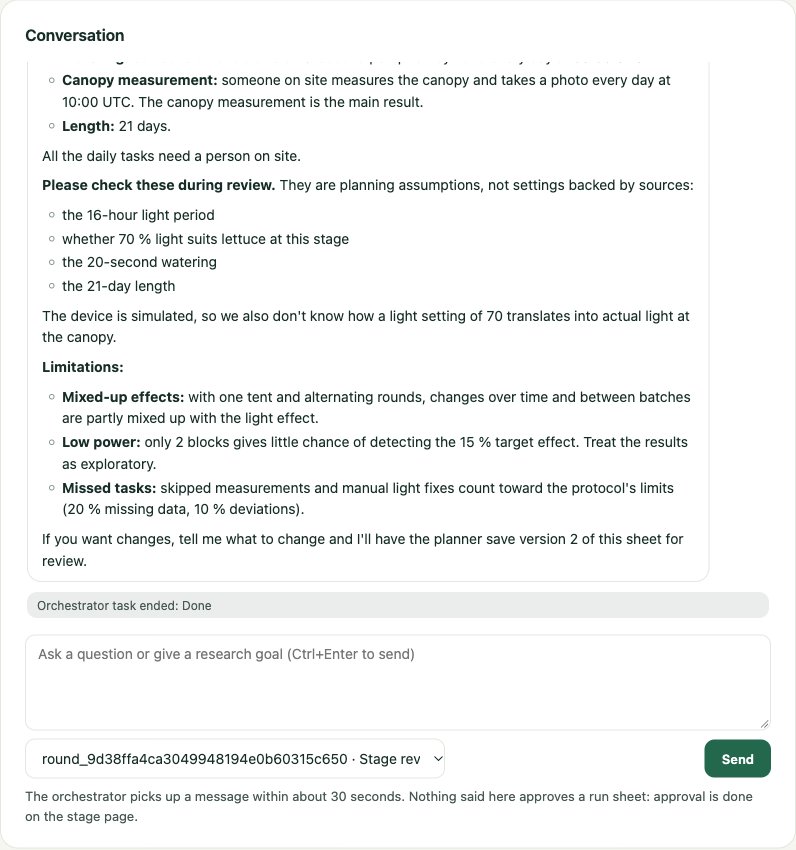 Conversation
Canopy measurement: someone on site measures the canopy and takes a photo every day at
10:00 UTC. The canopy measurement is the main result.
Length: 21 days.
All the daily tasks need a person on site.
Please check these during review. They are planning assumptions, not settings backed by sources:
the 16-hour light period
whether 70 % light suits lettuce at this stage
the 20-second watering
the 21-day length
The device is simulated, so we also don't know how a light setting of 70 translates into actual light at
the canopy.
Limitations:
Mixed-up effects: with one tent and alternating rounds, changes over time and between batches
are partly mixed up with the light effect.
Low power: only 2 blocks gives little chance of detecting the 15 % target effect. Treat the results
as exploratory.
Missed tasks: skipped measurements and manual light fixes count toward the protocol's limits
(20 % missing data, 10 % deviations).
If you want changes, tell me what to change and I'll have the planner save version 2 of this sheet for
review.
Orchestrator task ended: Done
Ask a question or give a research goal (Ctrl+Enter to send)
round_9d38ffa4ca3049948194e0b60315c650 · Stage rev
Send
The orchestrator picks up a message within about 30 seconds. Nothing said here approves a run sheet: approval is done
on the stage page.